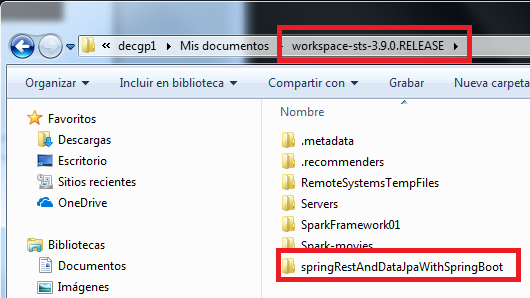 « decgp1 ▸ Mis documentos ▸ workspace-sts-3.9.0.RELEASE ▸
Organizar ▾ Incluir en biblioteca ▾ Compartir con ▾ Grabar Nueva carpeta
Nombre
Favoritos
Descargas
Escritorio
Sitios recientes
OneDrive
Bibliotecas
Documentos
Imágenes
.metadata
.recommenders
RemoteSystemsTempFiles
Servers
SparkFramework01
Spark-movies
springRestAndDataJpaWithSpringBoot